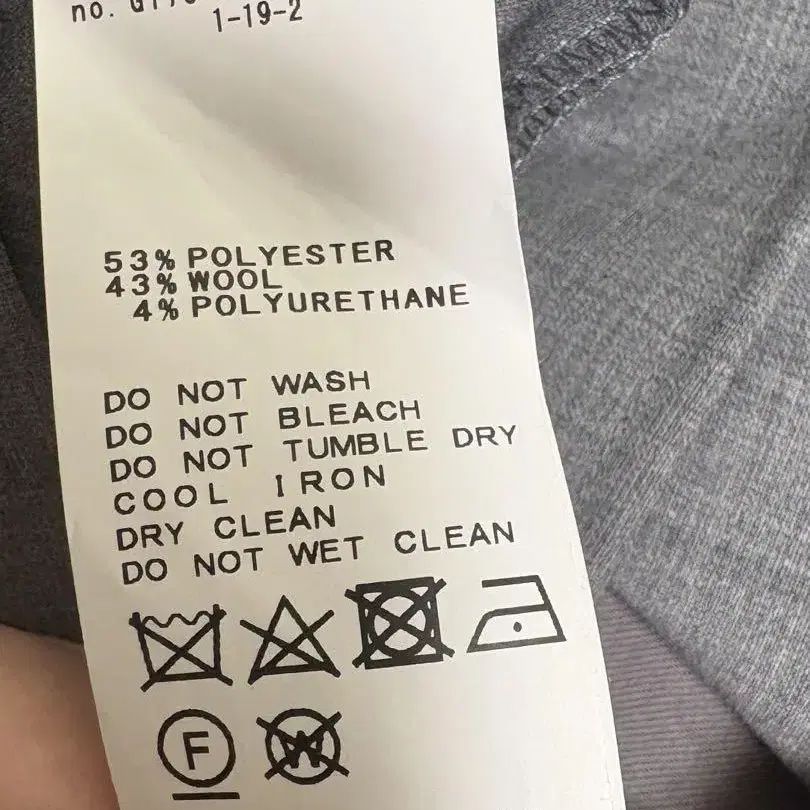 no.
1-19-2
53% POLYESTER
43% WOOL
4% POLYURETHANE
DO NOT WASH
DO NOT BLEACH
DO NOT TUMBLE DRY
COOL IRON
DRY CLEAN
DO NOT WET CLEAN
F W